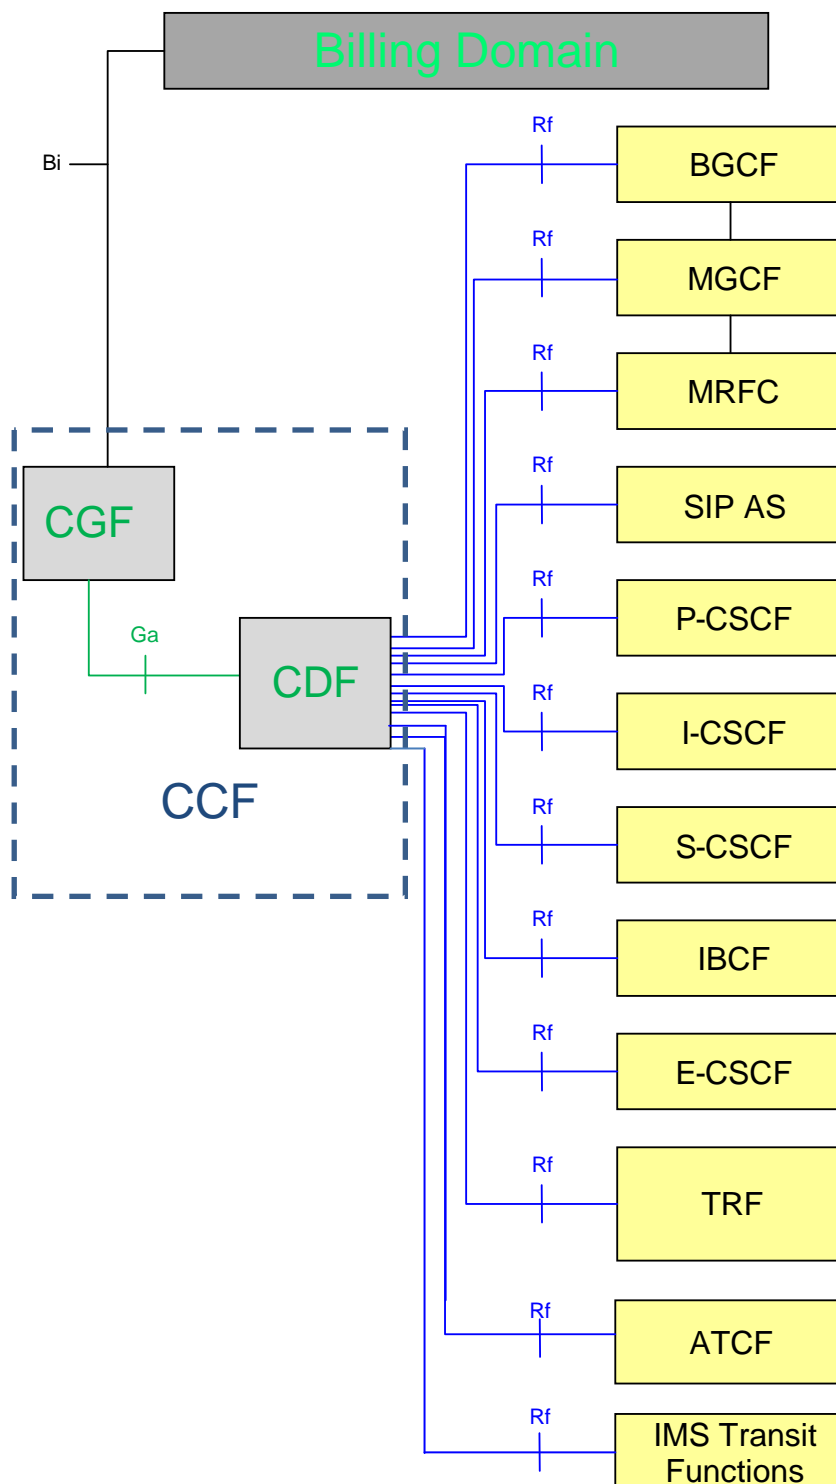 Billing Domain
Bi
Rf
BGCF
Rf
MGCF
Rf
MRFC
Rf
SIP AS
CGF
Rf
P-CSCF
Ga
CDF
Rf
I-CSCF
CCF
Rf
S-CSCF
Rf
IBCF
Rf
E-CSCF
Rf
TRF
Rf
ATCF
Rf
IMS Transit
Functions